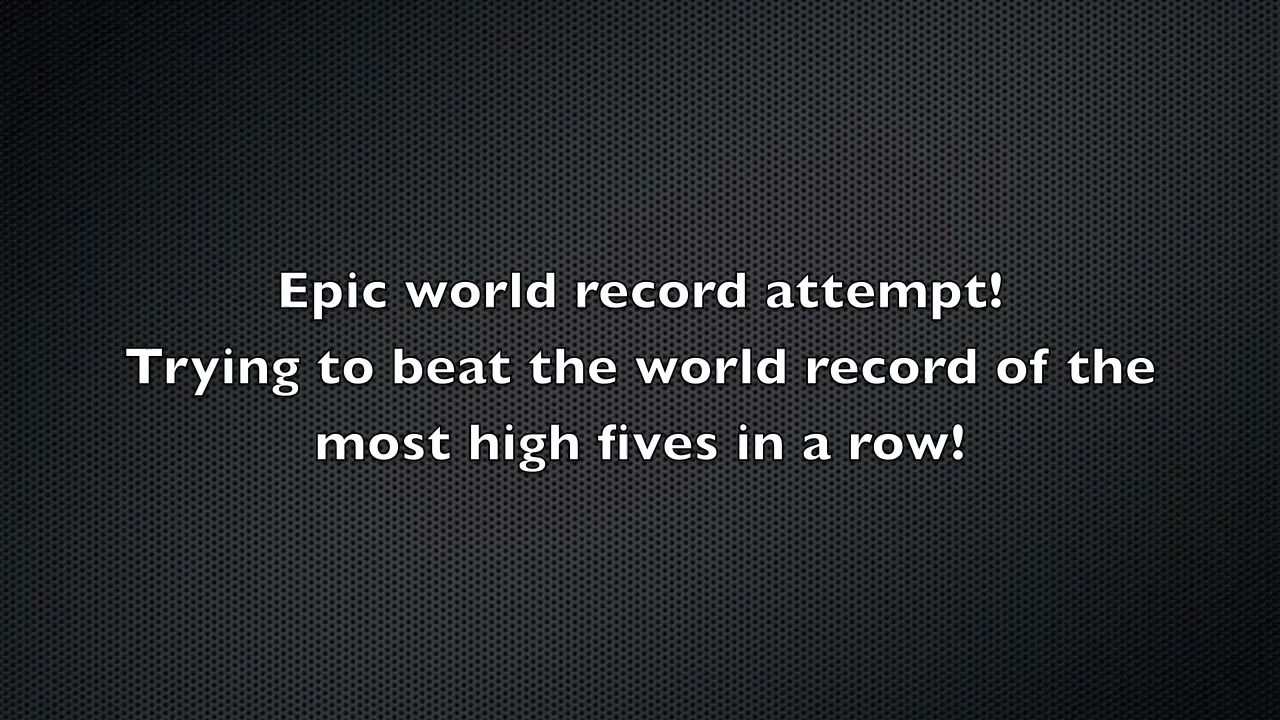 Epic world record attempt!
Trying to beat the world record of the
most high fives in a row!